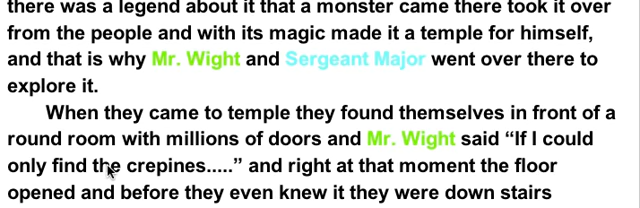 there was a legend about it that a monster came there took it over
from the people and with its magic made it a temple for himself,
and that is why Mr. Wight and Sergeant Major went over there to
explore it.
When they came to temple they found themselves in front of a
round room with millions of doors and Mr. Wight said “If I could
only find the crepines.....” and right at that moment the floor
opened and before they even knew it they were down stairs